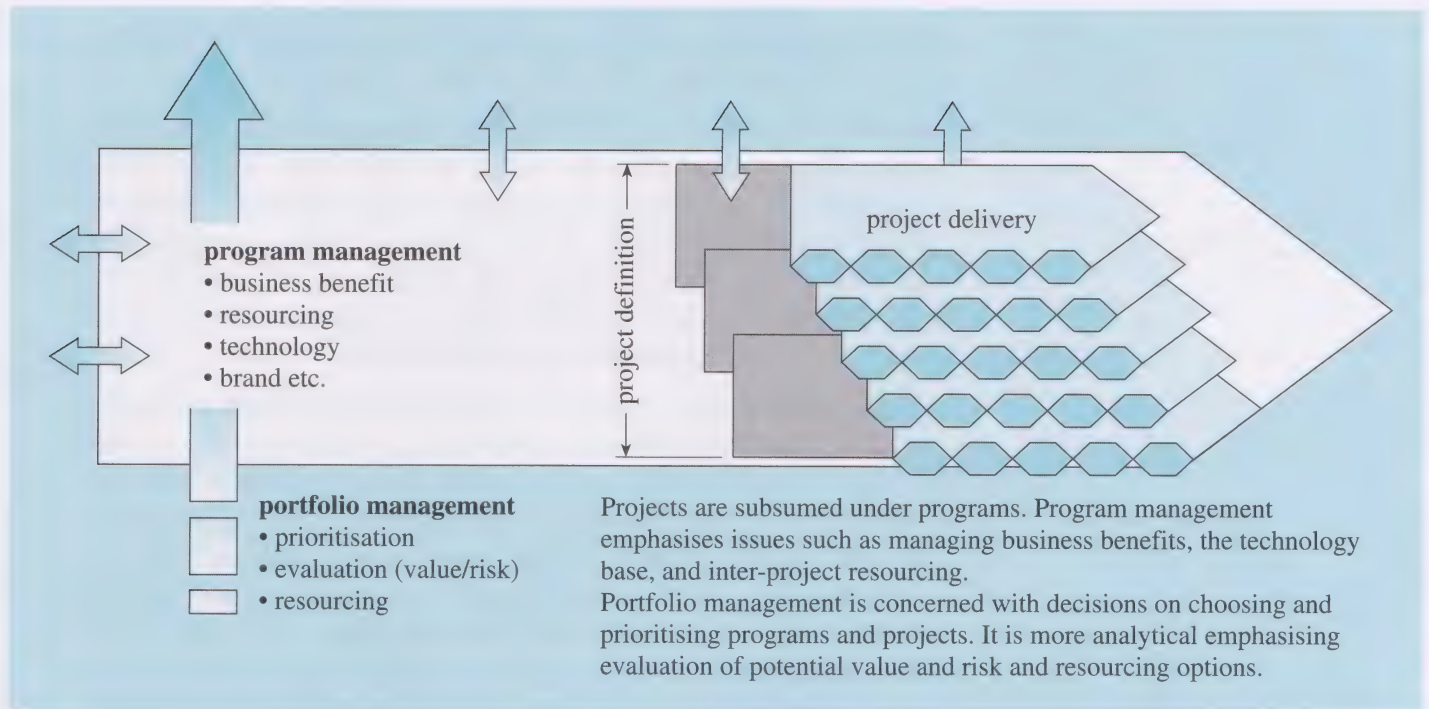 program management
• business benefit
• resourcing
• technology
• brand etc.
project definition
project delivery
portfolio management
• prioritisation
• evaluation (value/risk)
• resourcing
Projects are subsumed under programs. Program management
emphasises issues such as managing business benefits, the technology
base, and inter-project resourcing.
Portfolio management is concerned with decisions on choosing and
prioritising programs and projects. It is more analytical emphasising
evaluation of potential value and risk and resourcing options.